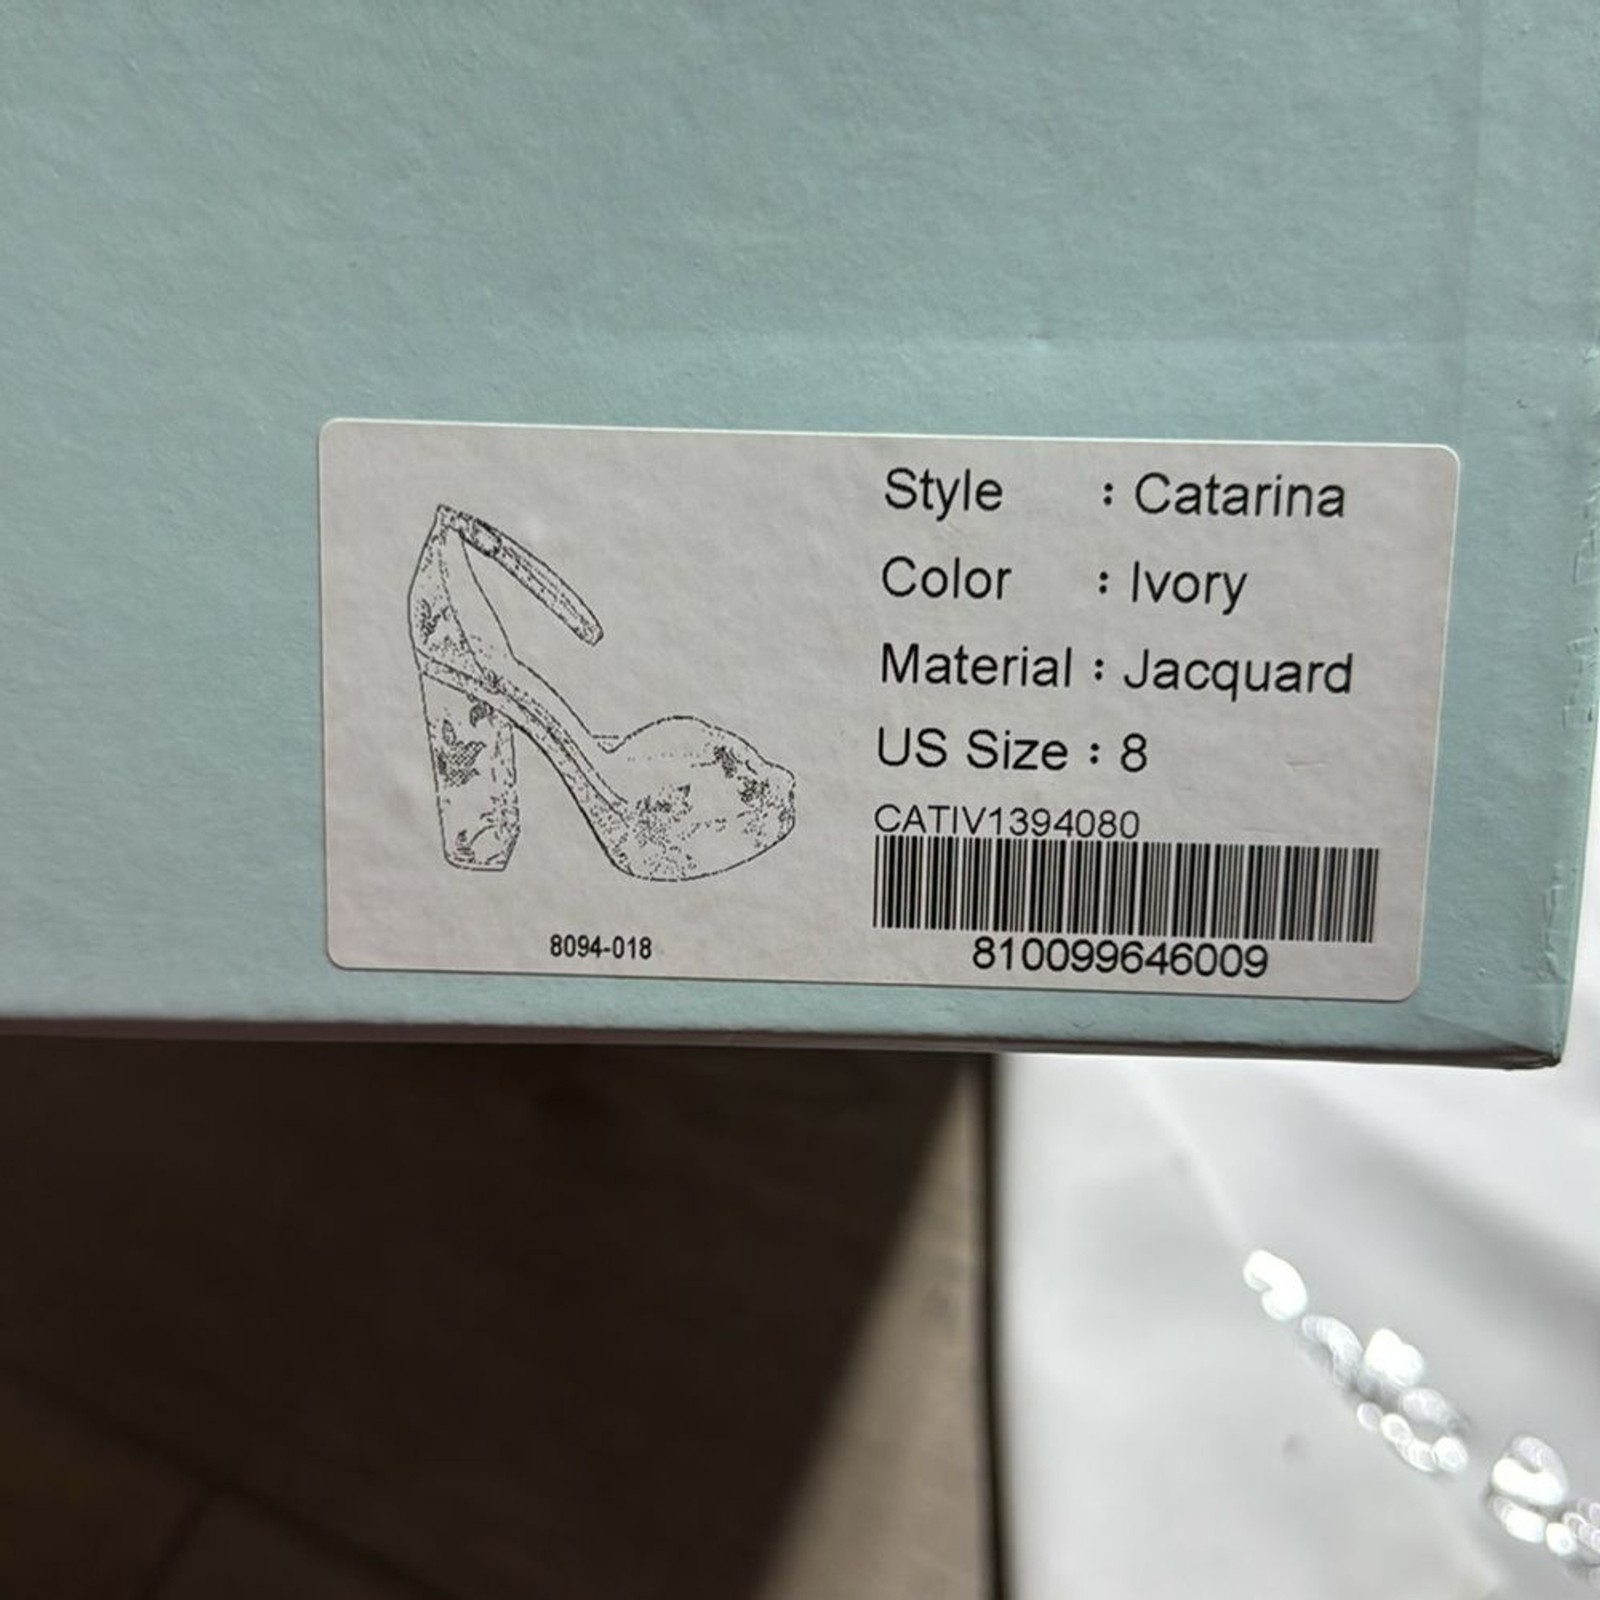 Style : Catarina
Color : Ivory
Material : Jacquard
US Size : 8
CATIV1394080
810099646009
8094-018